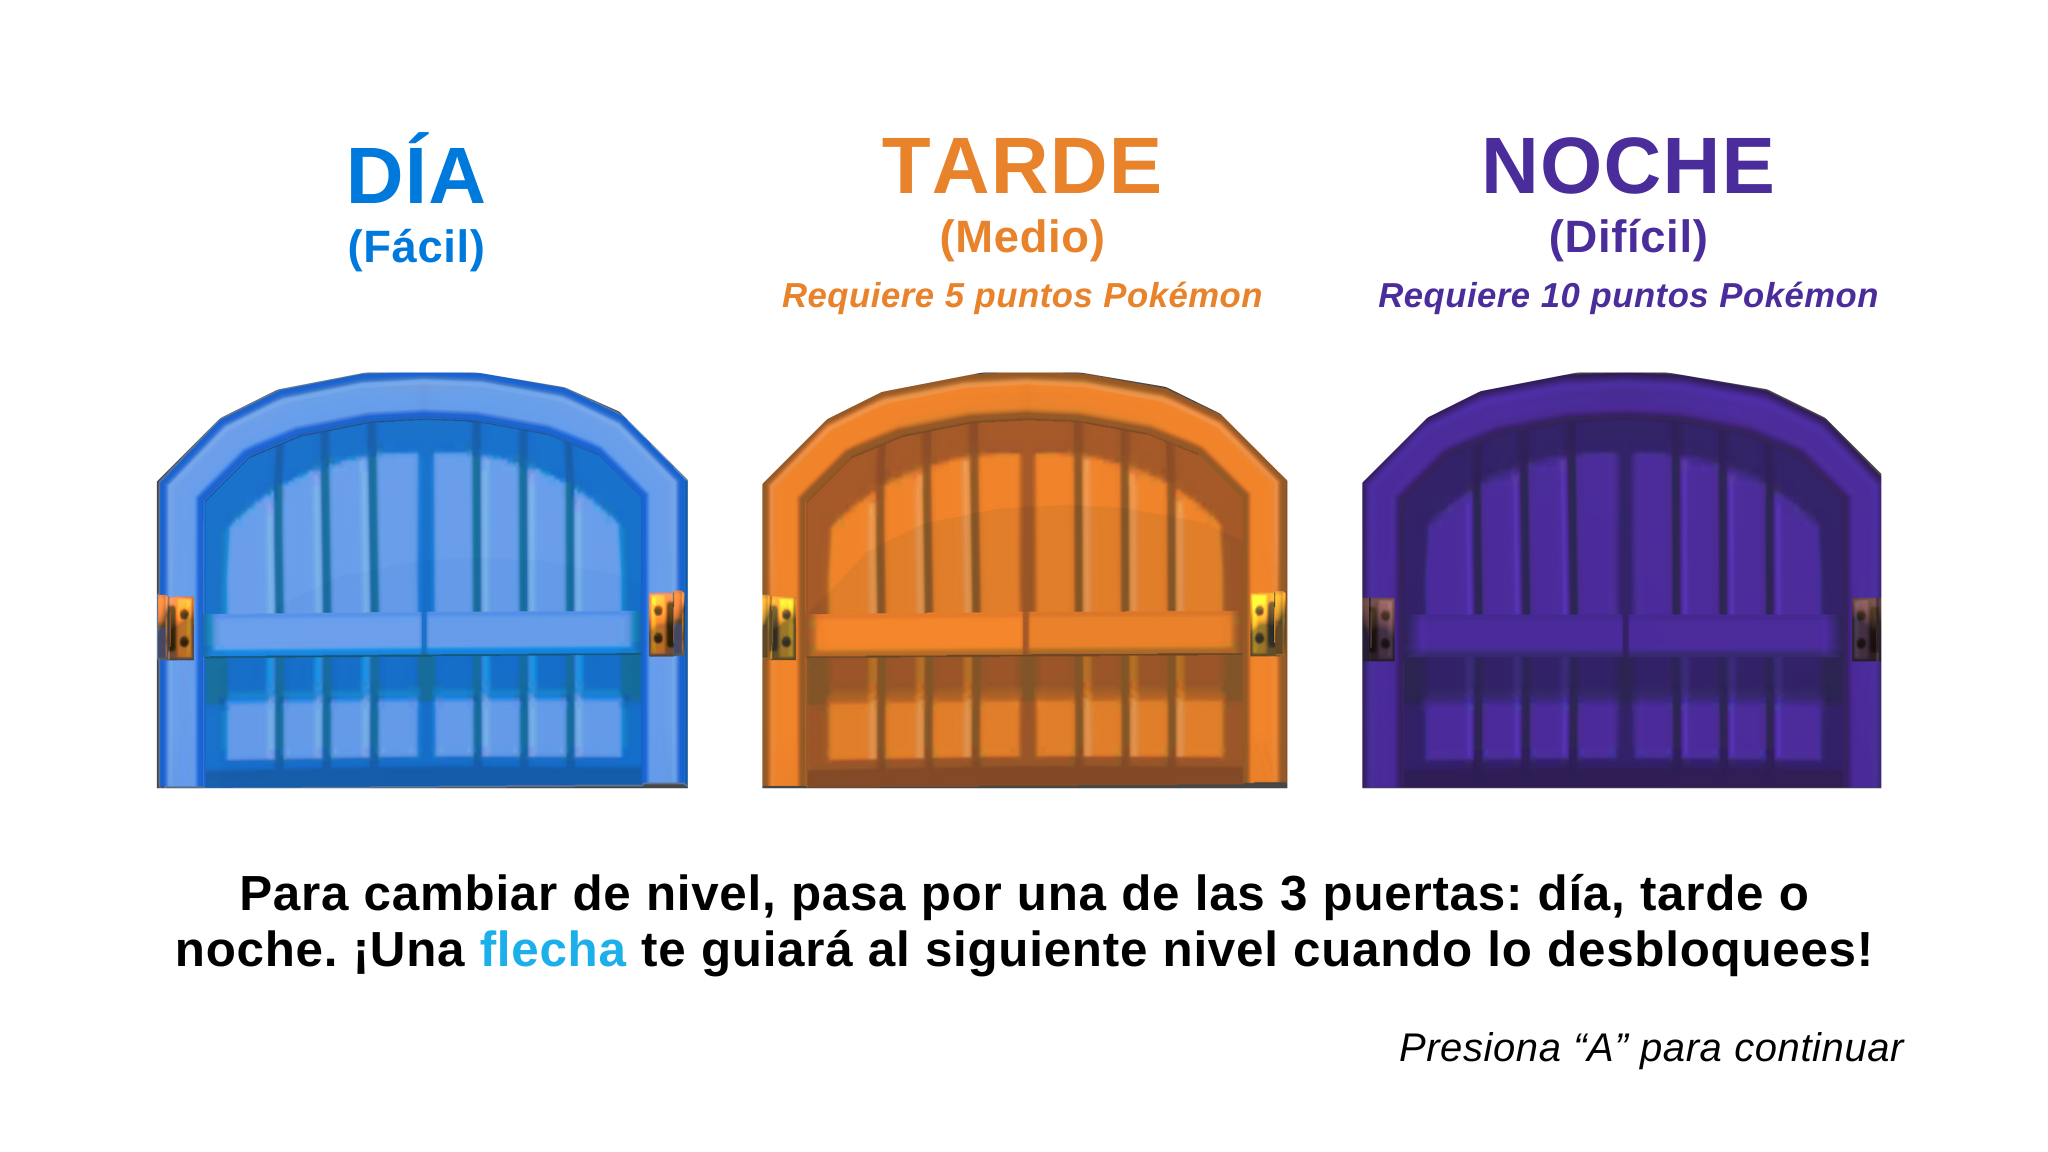 DÍA
(Fácil)
TARDE
(Medio)
Requiere 5 puntos Pokémon
NOCHE
(Difícil)
Requiere 10 puntos Pokémon
Para cambiar de nivel, pasa por una de las 3 puertas: día, tarde o
noche. ¡Una flecha te guiará al siguiente nivel cuando lo desbloquees!
Presiona “A” para continuar